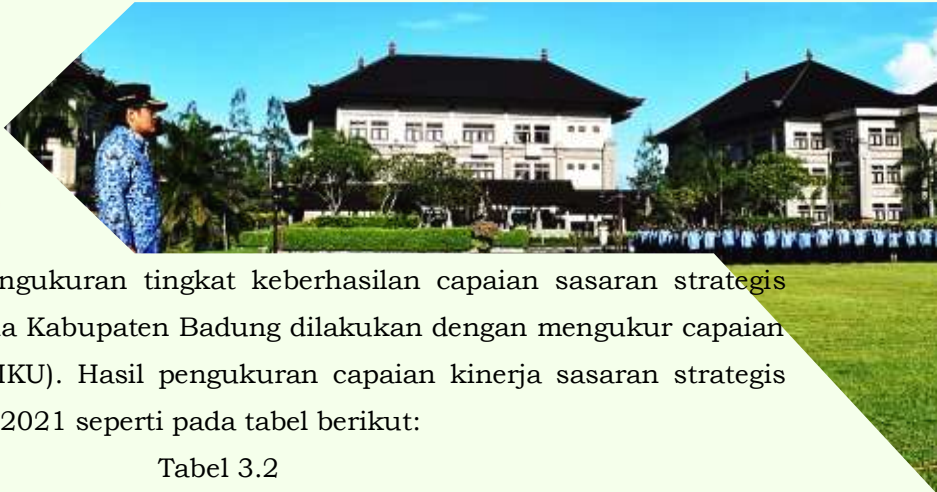 ngukuran tingkat keberhasilan capaian sasaran strategis
a Kabupaten Badung dilakukan dengan mengukur capaian
IKU). Hasil pengukuran capaian kinerja sasaran strategis
2021 seperti pada tabel berikut:
Tabel 3.2